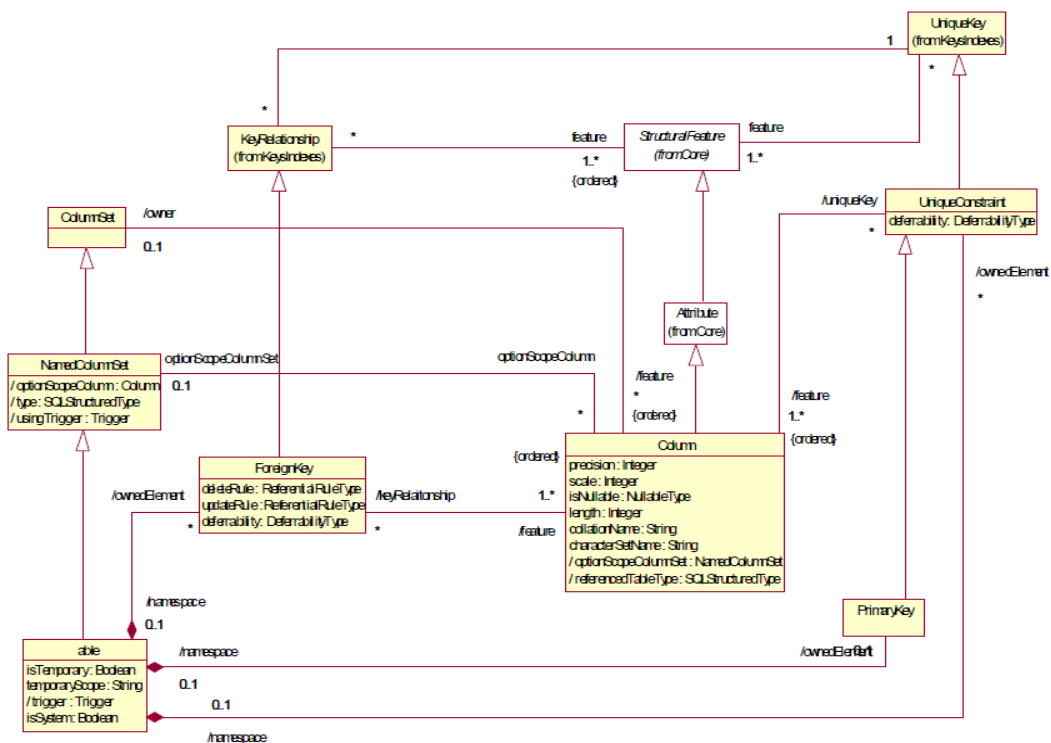 UniqueKey
(fromKeysIndexes)
1
*
*
KeyRelationship
(fromKeysIndexes)
*
feature
1..*
{ordered}
StructuralFeature
(fromCore)
feature
1..*
ColumnSet
/owner
0..1
/uniqueKey
*
UniqueConstraint
deferrability: DeferrabilityType
/ownedElement
*
Attribute
(fromCore)
NamedColumnSet
/optionScopeColumn : Column
/type : SQLStructuredType
/usingTrigger : Trigger
optionScopeColumnSet
0..1
optionScopeColumn
*
/feature
*
{ordered}
/feature
1..*
{ordered}
ForeignKey
deleteRule : ReferentialRuleType
updateRule : ReferentialRuleType
deferrability: DeferrabilityType
/ownedElement
*
/keyRelaitonship
*
{ordered}
1..*
/feature
Column
precision : Integer
scale : Integer
isNullable : NullableType
length : Integer
collationName : String
characterSetName : String
/optionScopeColumnSet : NamedColumnSet
/referencedTableType : SQLStructuredType
/namespace
0..1
able
isTemporary: Boolean
temporaryScope : String
/trigger : Trigger
isSystem: Boolean
/namespace
0..1
0..1
/namespace
PrimaryKey
/ownedElement